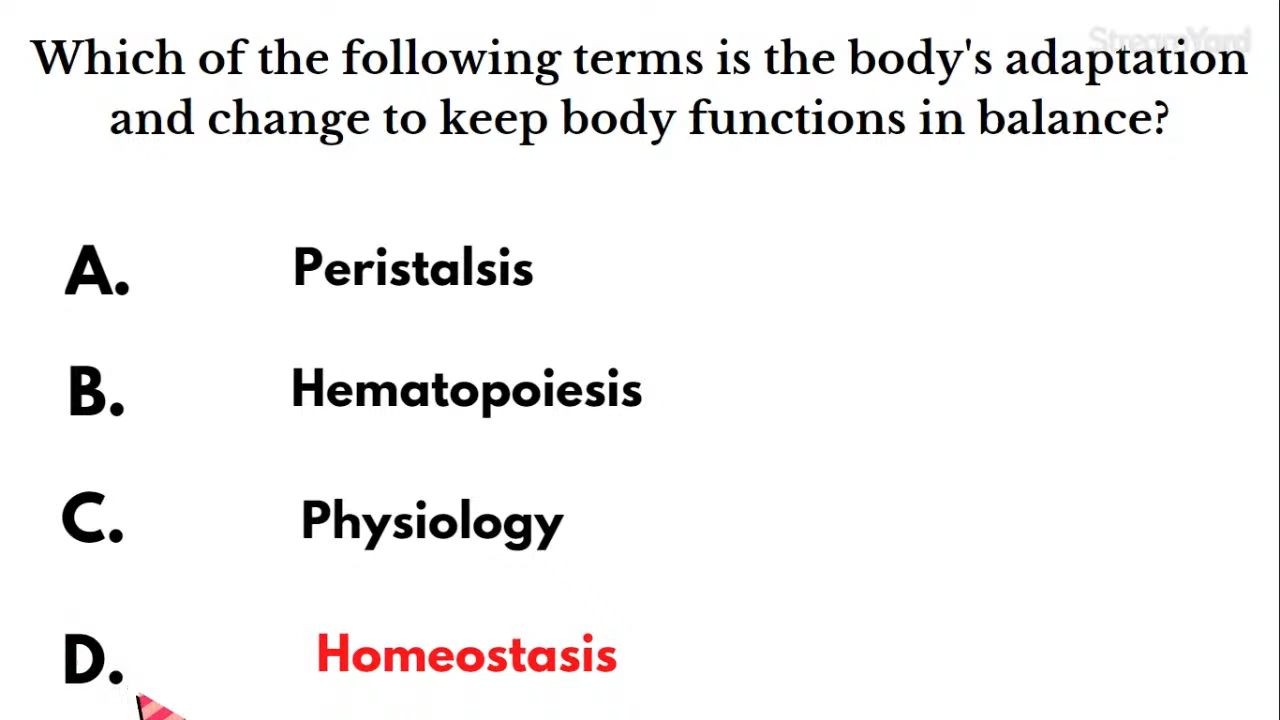 StreamYard
Which of the following terms is the body's adaptation
and change to keep body functions in balance?
A. Peristalsis
B. Hematopoiesis
C. Physiology
D. Homeostasis